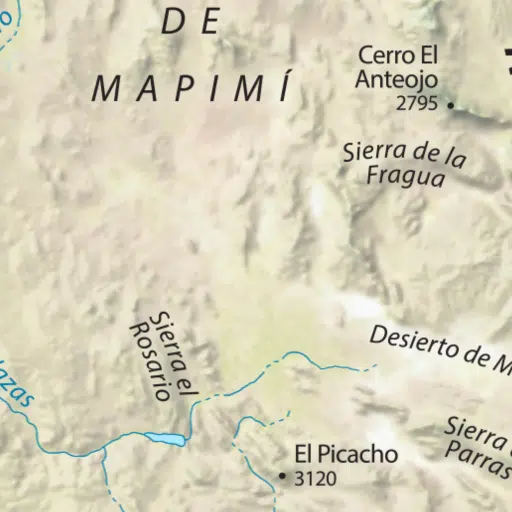 DE
MAPIMÍ
Cerro El
Anteojo
2795
Sierra de la
Fragua
Sierra el
Rosario
Desierto de M
Sierra
Parras
El Picacho
3120